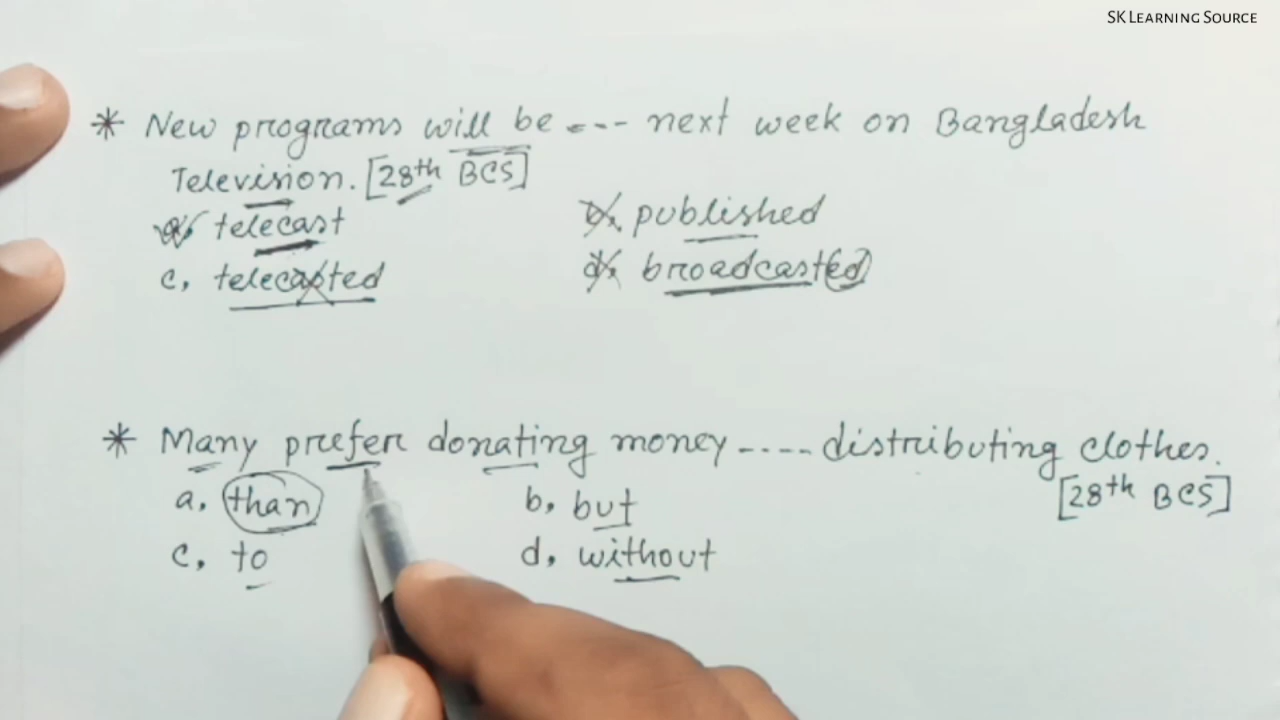 SK LEARNING SOURCE
* New programs will be --- next week on Bangladesh
Television. [28th BCS]
a, telecast b, published
c, telecasted d, broadcasted
* Many prefer donating money ---- distributing clothes.
[28th BCS]
a, than b, but
c, to d, without